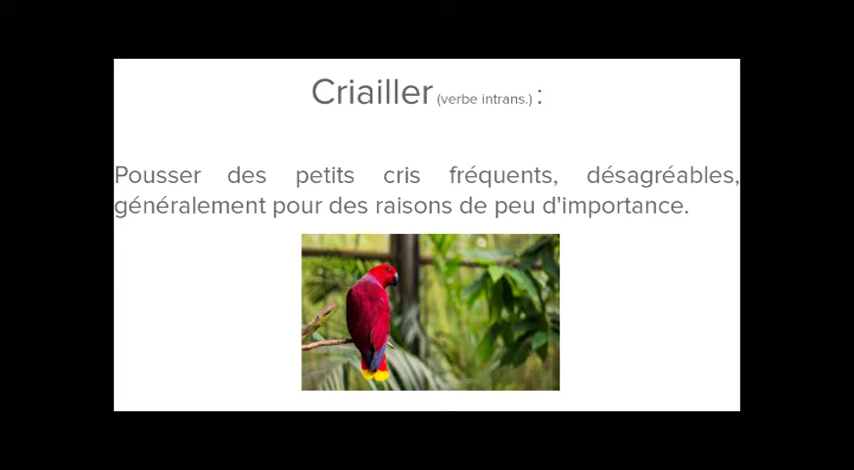 Criailler (verbe intrans.) :
Pousser des petits cris fréquents, désagréables,
généralement pour des raisons de peu d'importance.